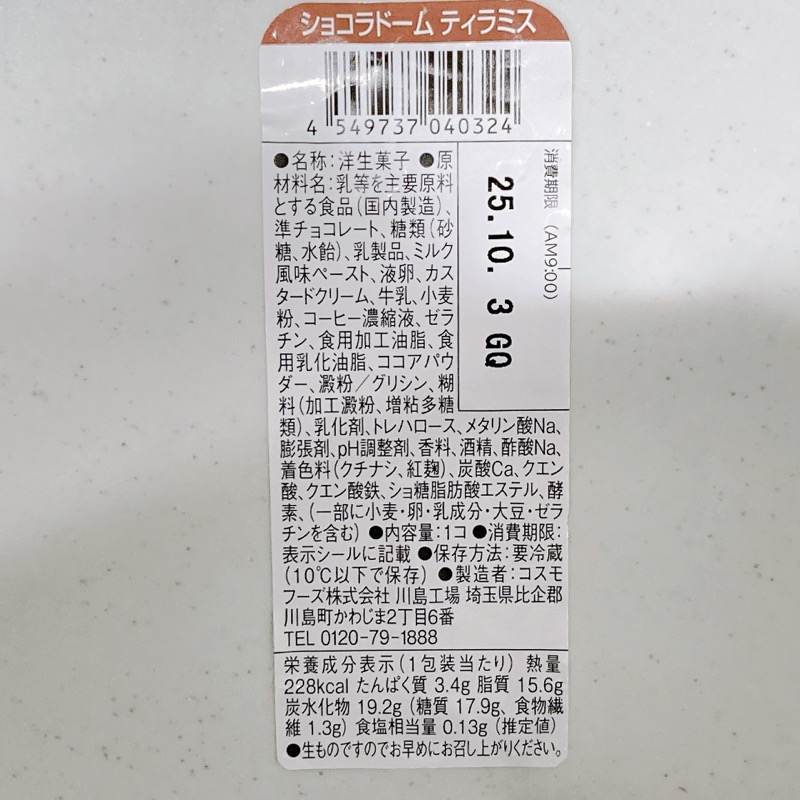 ショコラドーム ティラミス
4 549737 040324
●名称:洋生菓子 ●原
材料名:乳等を主要原料
とする食品(国内製造)、
準チョコレート、糖類(砂
糖、水飴)、乳製品、ミルク
風味ペースト、液卵、カス
タードクリーム、牛乳、小麦
粉、コーヒー濃縮液、ゼラ
チン、食用加工油脂、食
用乳化油脂、ココアパウ
ダー、澱粉/グリシン、糊
料(加工澱粉、増粘多糖
類)、乳化剤、トレハロース、メタリン酸Na、
膨張剤、pH調整剤、香料、酒精、酢酸Na、
着色料(クチナシ、紅麹)、炭酸Ca、クエン
酸、クエン酸鉄、ショ糖脂肪酸エステル、酵
素、(一部に小麦・卵・乳成分・大豆・ゼラ
チンを含む) ●内容量:1コ ●消費期限:
表示シールに記載 ●保存方法:要冷蔵
(10℃以下で保存) ●製造者:コスモ
フーズ株式会社 川島工場 埼玉県比企郡
川島町かわじま2丁目6番
TEL 0120-79-1888
消費期限 (AM9:00)
25.10. 3 GQ
栄養成分表示(1包装当たり) 熱量
228kcal たんぱく質 3.4g 脂質 15.6g
炭水化物 19.2g (糖質 17.9g、食物繊
維 1.3g) 食塩相当量 0.13g (推定値)
●生ものですのでお早めにお召し上がりください。